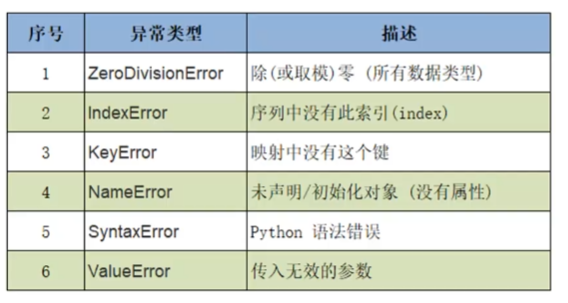 序号 异常类型 描述
1 ZeroDivisionError 除(或取模)零 (所有数据类型)
2 IndexError 序列中没有此索引(index)
3 KeyError 映射中没有这个键
4 NameError 未声明/初始化对象 (没有属性)
5 SyntaxError Python 语法错误
6 ValueError 传入无效的参数